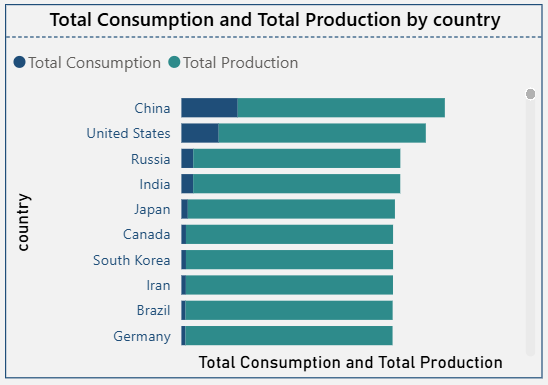 Total Consumption and Total Production by country
Total Consumption Total Production
China
United States
Russia
India
Japan
Canada
South Korea
Iran
Brazil
Germany
country
Total Consumption and Total Production